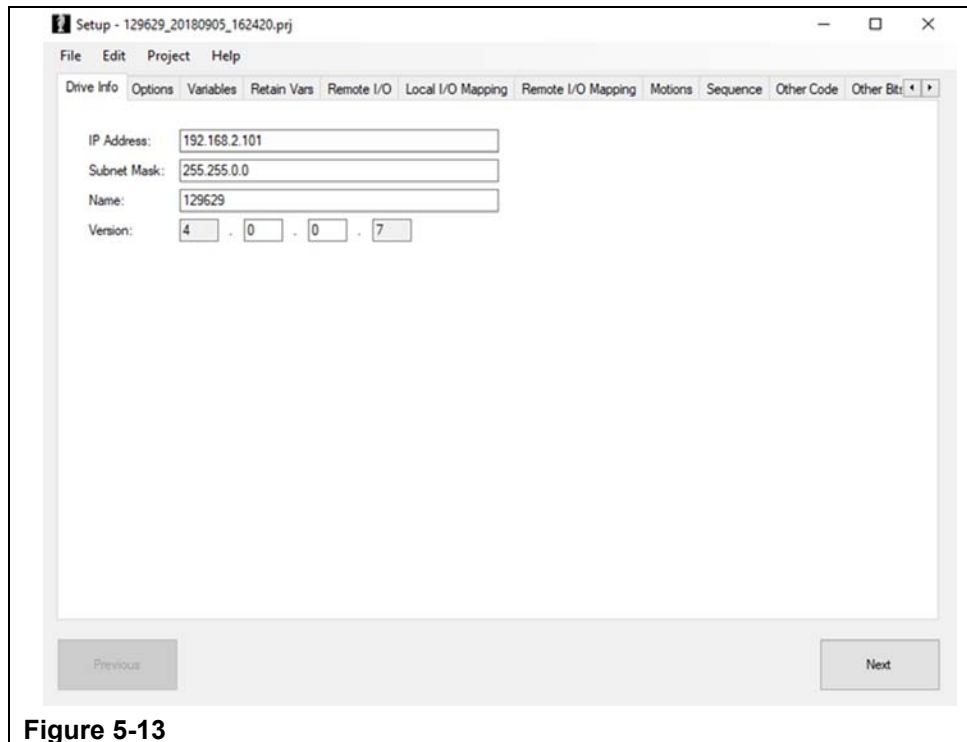 Setup - 129629_20180905_162420.prj
File Edit Project Help
Drive Info Options Variables Retain Vars Remote I/O Local I/O Mapping Remote I/O Mapping Motions Sequence Other Code Other Bits
IP Address: 192.168.2.101
Subnet Mask: 255.255.0.0
Name: 129629
Version: 4 . 0 . 0 . 7
Previous Next
Figure 5-13